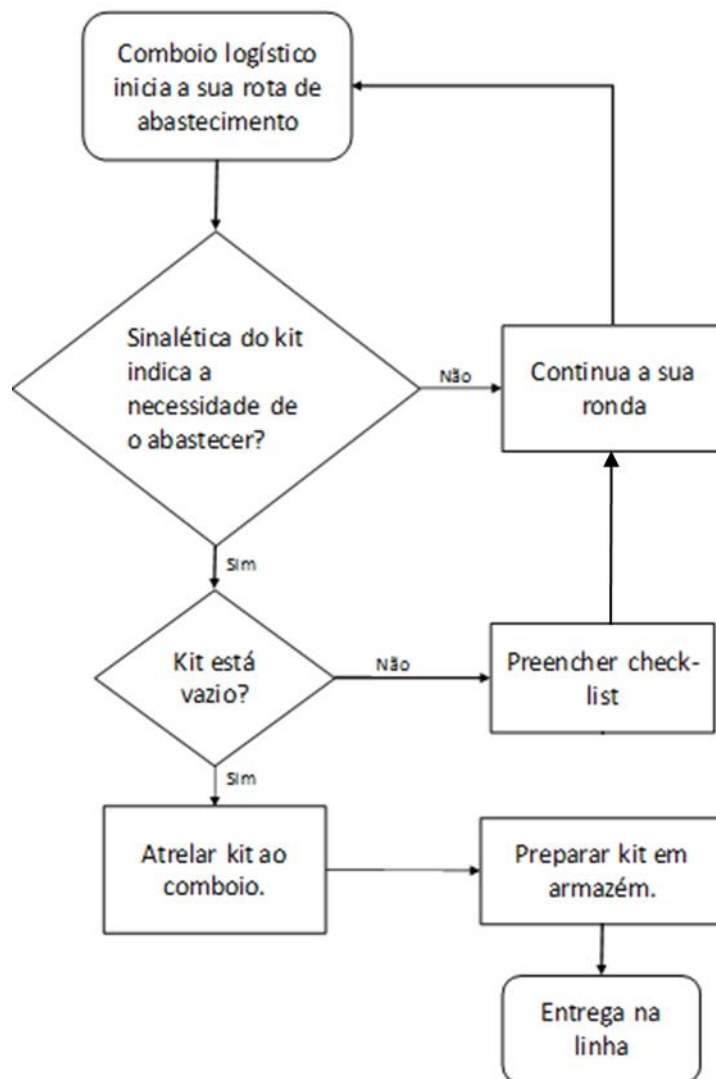 Comboio logístico
inicia a sua rota de
abastecimento
Sinalética do kit
indica a
necessidade de
o abastecer?
Não
Continua a sua
ronda
Sim
Kit está
vazio?
Não
Preencher check-
list
Sim
Atrelar kit ao
comboio.
Preparar kit em
armazém.
Entrega na
linha